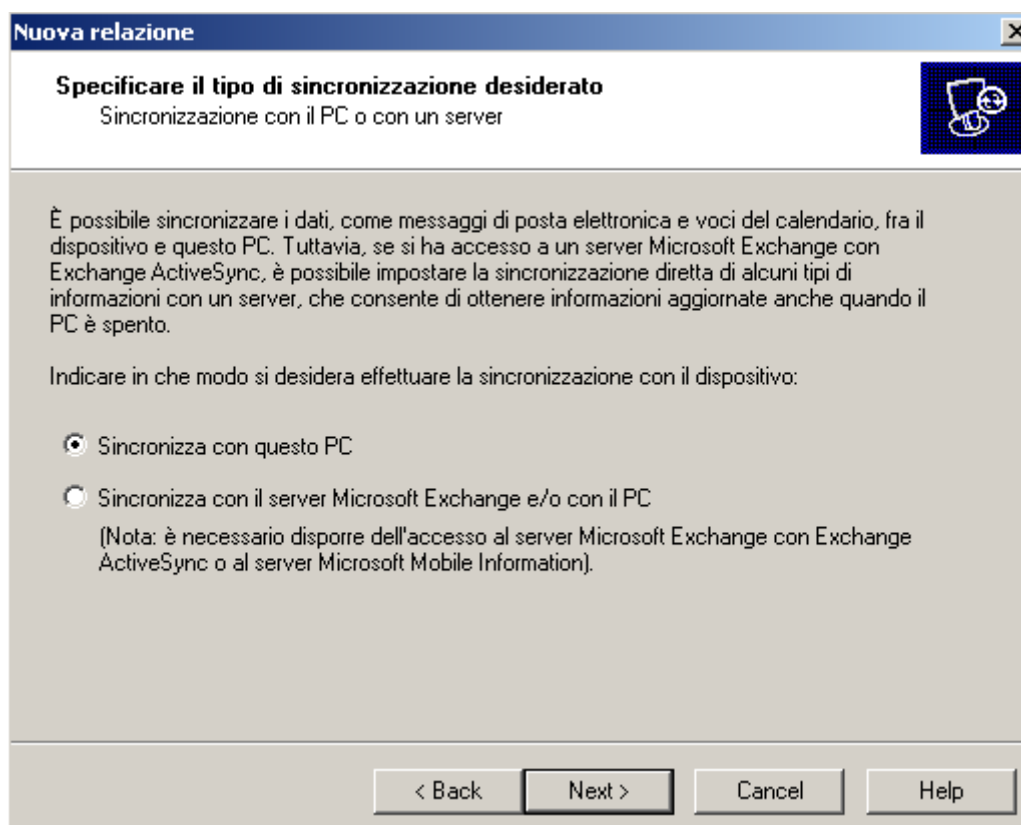 Nuova relazione
Specificare il tipo di sincronizzazione desiderato
Sincronizzazione con il PC o con un server
È possibile sincronizzare i dati, come messaggi di posta elettronica e voci del calendario, fra il
dispositivo e questo PC. Tuttavia, se si ha accesso a un server Microsoft Exchange con
Exchange ActiveSync, è possibile impostare la sincronizzazione diretta di alcuni tipi di
informazioni con un server, che consente di ottenere informazioni aggiornate anche quando il
PC è spento.
Indicare in che modo si desidera effettuare la sincronizzazione con il dispositivo:
Sincronizza con questo PC
Sincronizza con il server Microsoft Exchange e/o con il PC
(Nota: è necessario disporre dell'accesso al server Microsoft Exchange con Exchange
ActiveSync o al server Microsoft Mobile Information).
< Back Next > Cancel Help